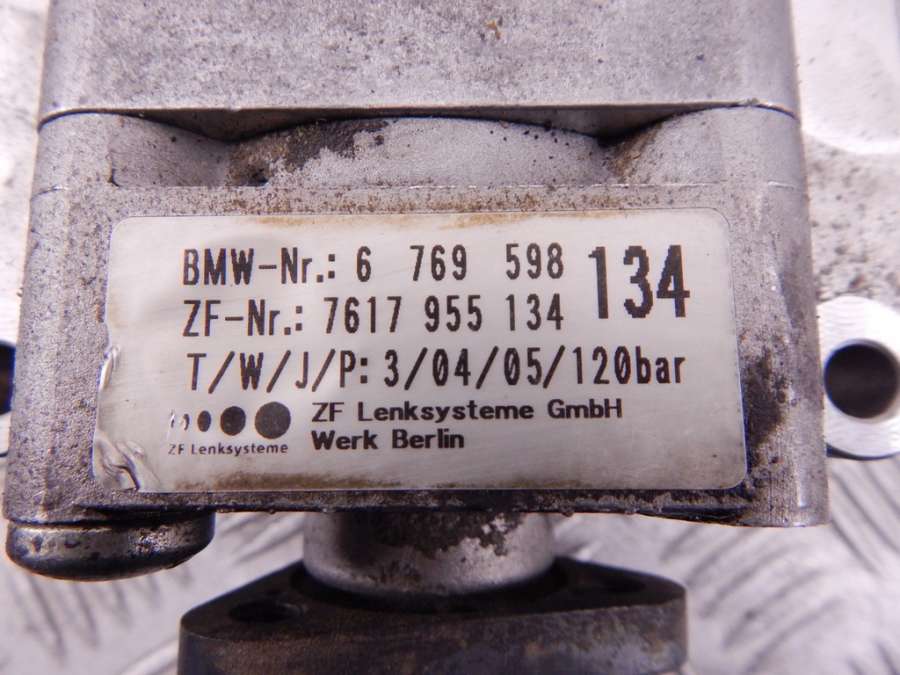 BMW-Nr.: 6 769 598 134
ZF-Nr.: 7617 955 134
T/W/J/P: 3/04/05/120bar
ZF Lenksysteme GmbH
ZF Lenksysteme Werk Berlin